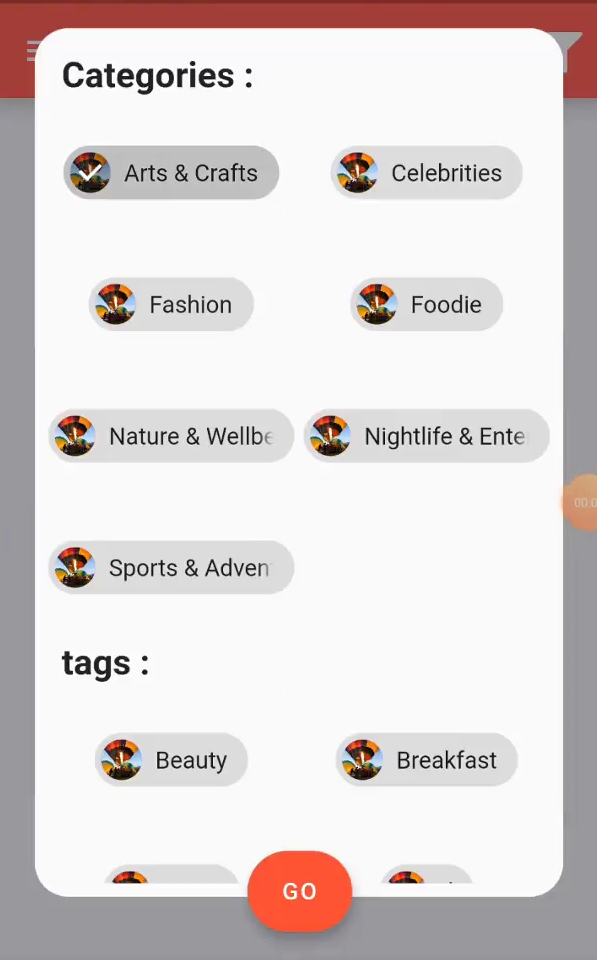 Categories :
Arts & Crafts
Celebrities
Fashion
Foodie
Nature & Wellbe
Nightlife & Ente
Sports & Adven
tags :
Beauty
Breakfast
GO
00:0